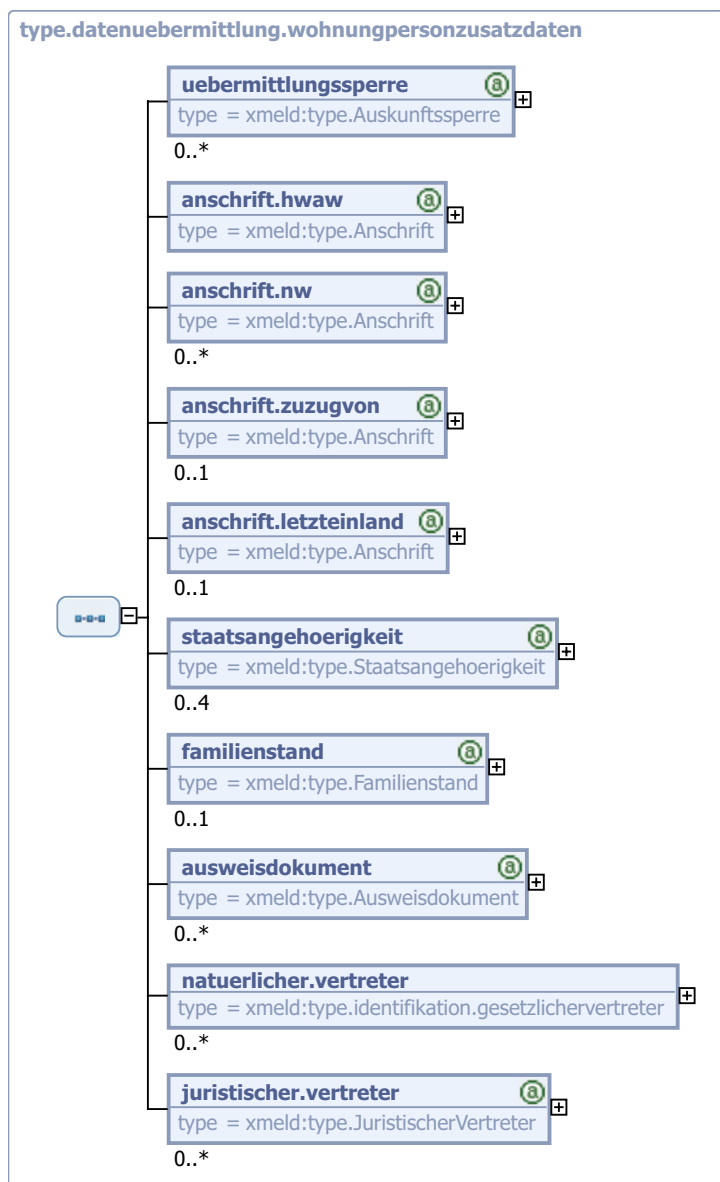 type.datenuebermittlung.wohnungpersonzusatzdaten
uebermittlungssperre @
type = xmeld:type.Auskunftssperre
0..*
anschrift.hwaw @
type = xmeld:type.Anschrift
anschrift.nw @
type = xmeld:type.Anschrift
0..*
anschrift.zuzugvon @
type = xmeld:type.Anschrift
0..1
anschrift.letzteinland @
type = xmeld:type.Anschrift
0..1
staatsangehoerigkeit @
type = xmeld:type.Staatsangehoerigkeit
0..4
familienstand @
type = xmeld:type.Familienstand
0..1
ausweisdokument @
type = xmeld:type.Ausweisdokument
0..*
natuerlicher.vertreter
type = xmeld:type.identifikation.gesetzlichervertreter
0..*
juristischer.vertreter @
type = xmeld:type.JuristischerVertreter
0..*